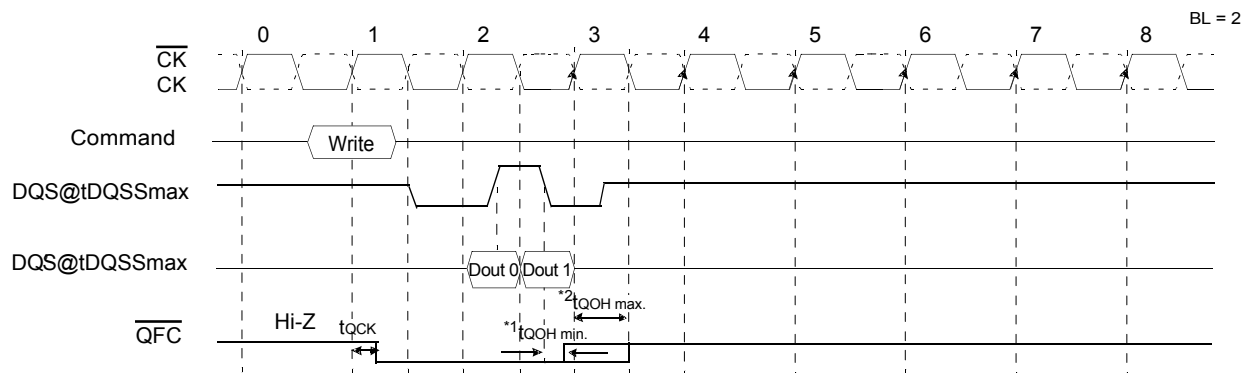 BL = 2
0 1 2 3 4 5 6 7 8
CK
CK
Command
Write
DQS@tDQSSmax
DQS@tDQSSmax
Dout 0 Dout 1
*2tQOH max.
Hi-Z
tQCK
*1tQOH min.
QFC